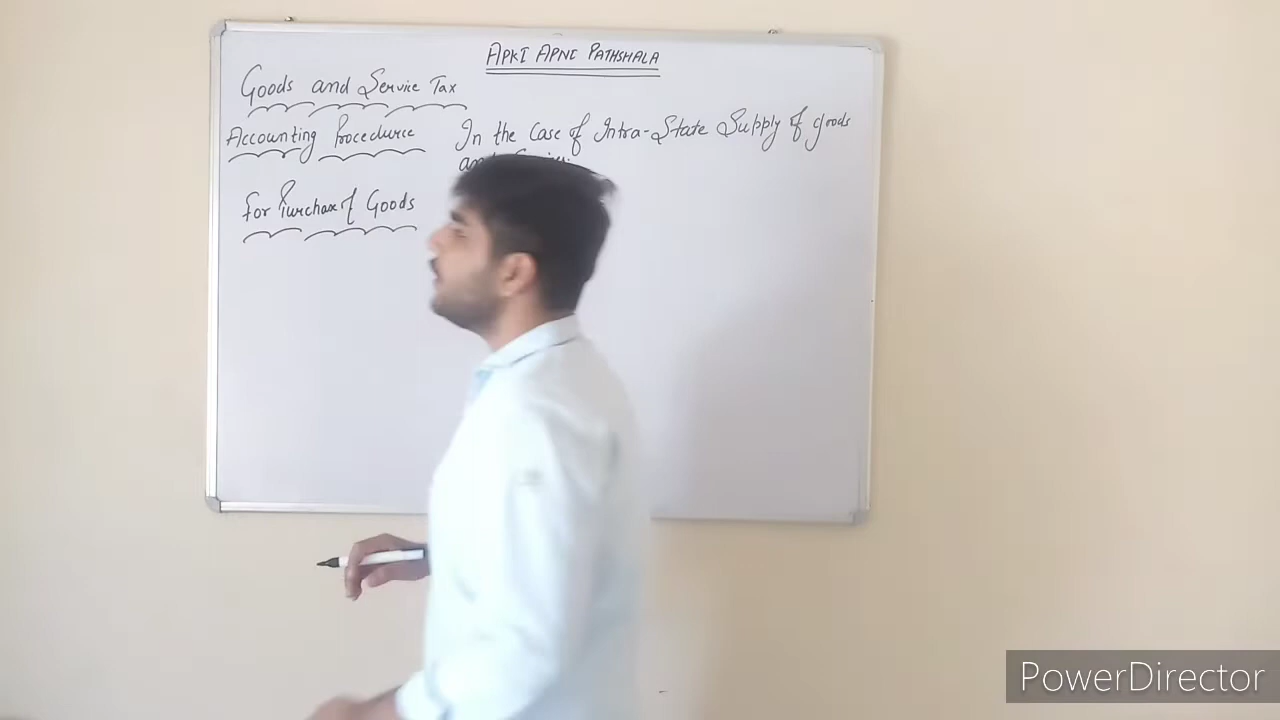 APKI APNI PATHSHALA
Goods and Service Tax
Accounting Procedure
In the Case of Intra-State Supply of goods
and
For Purchase of Goods
PowerDirector